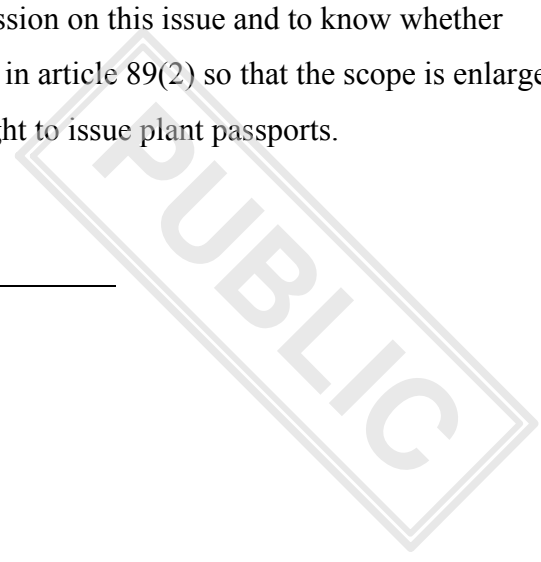 ssion on this issue and to know whether
in article 89(2) so that the scope is enlarge
ght to issue plant passports.
PUBLIC